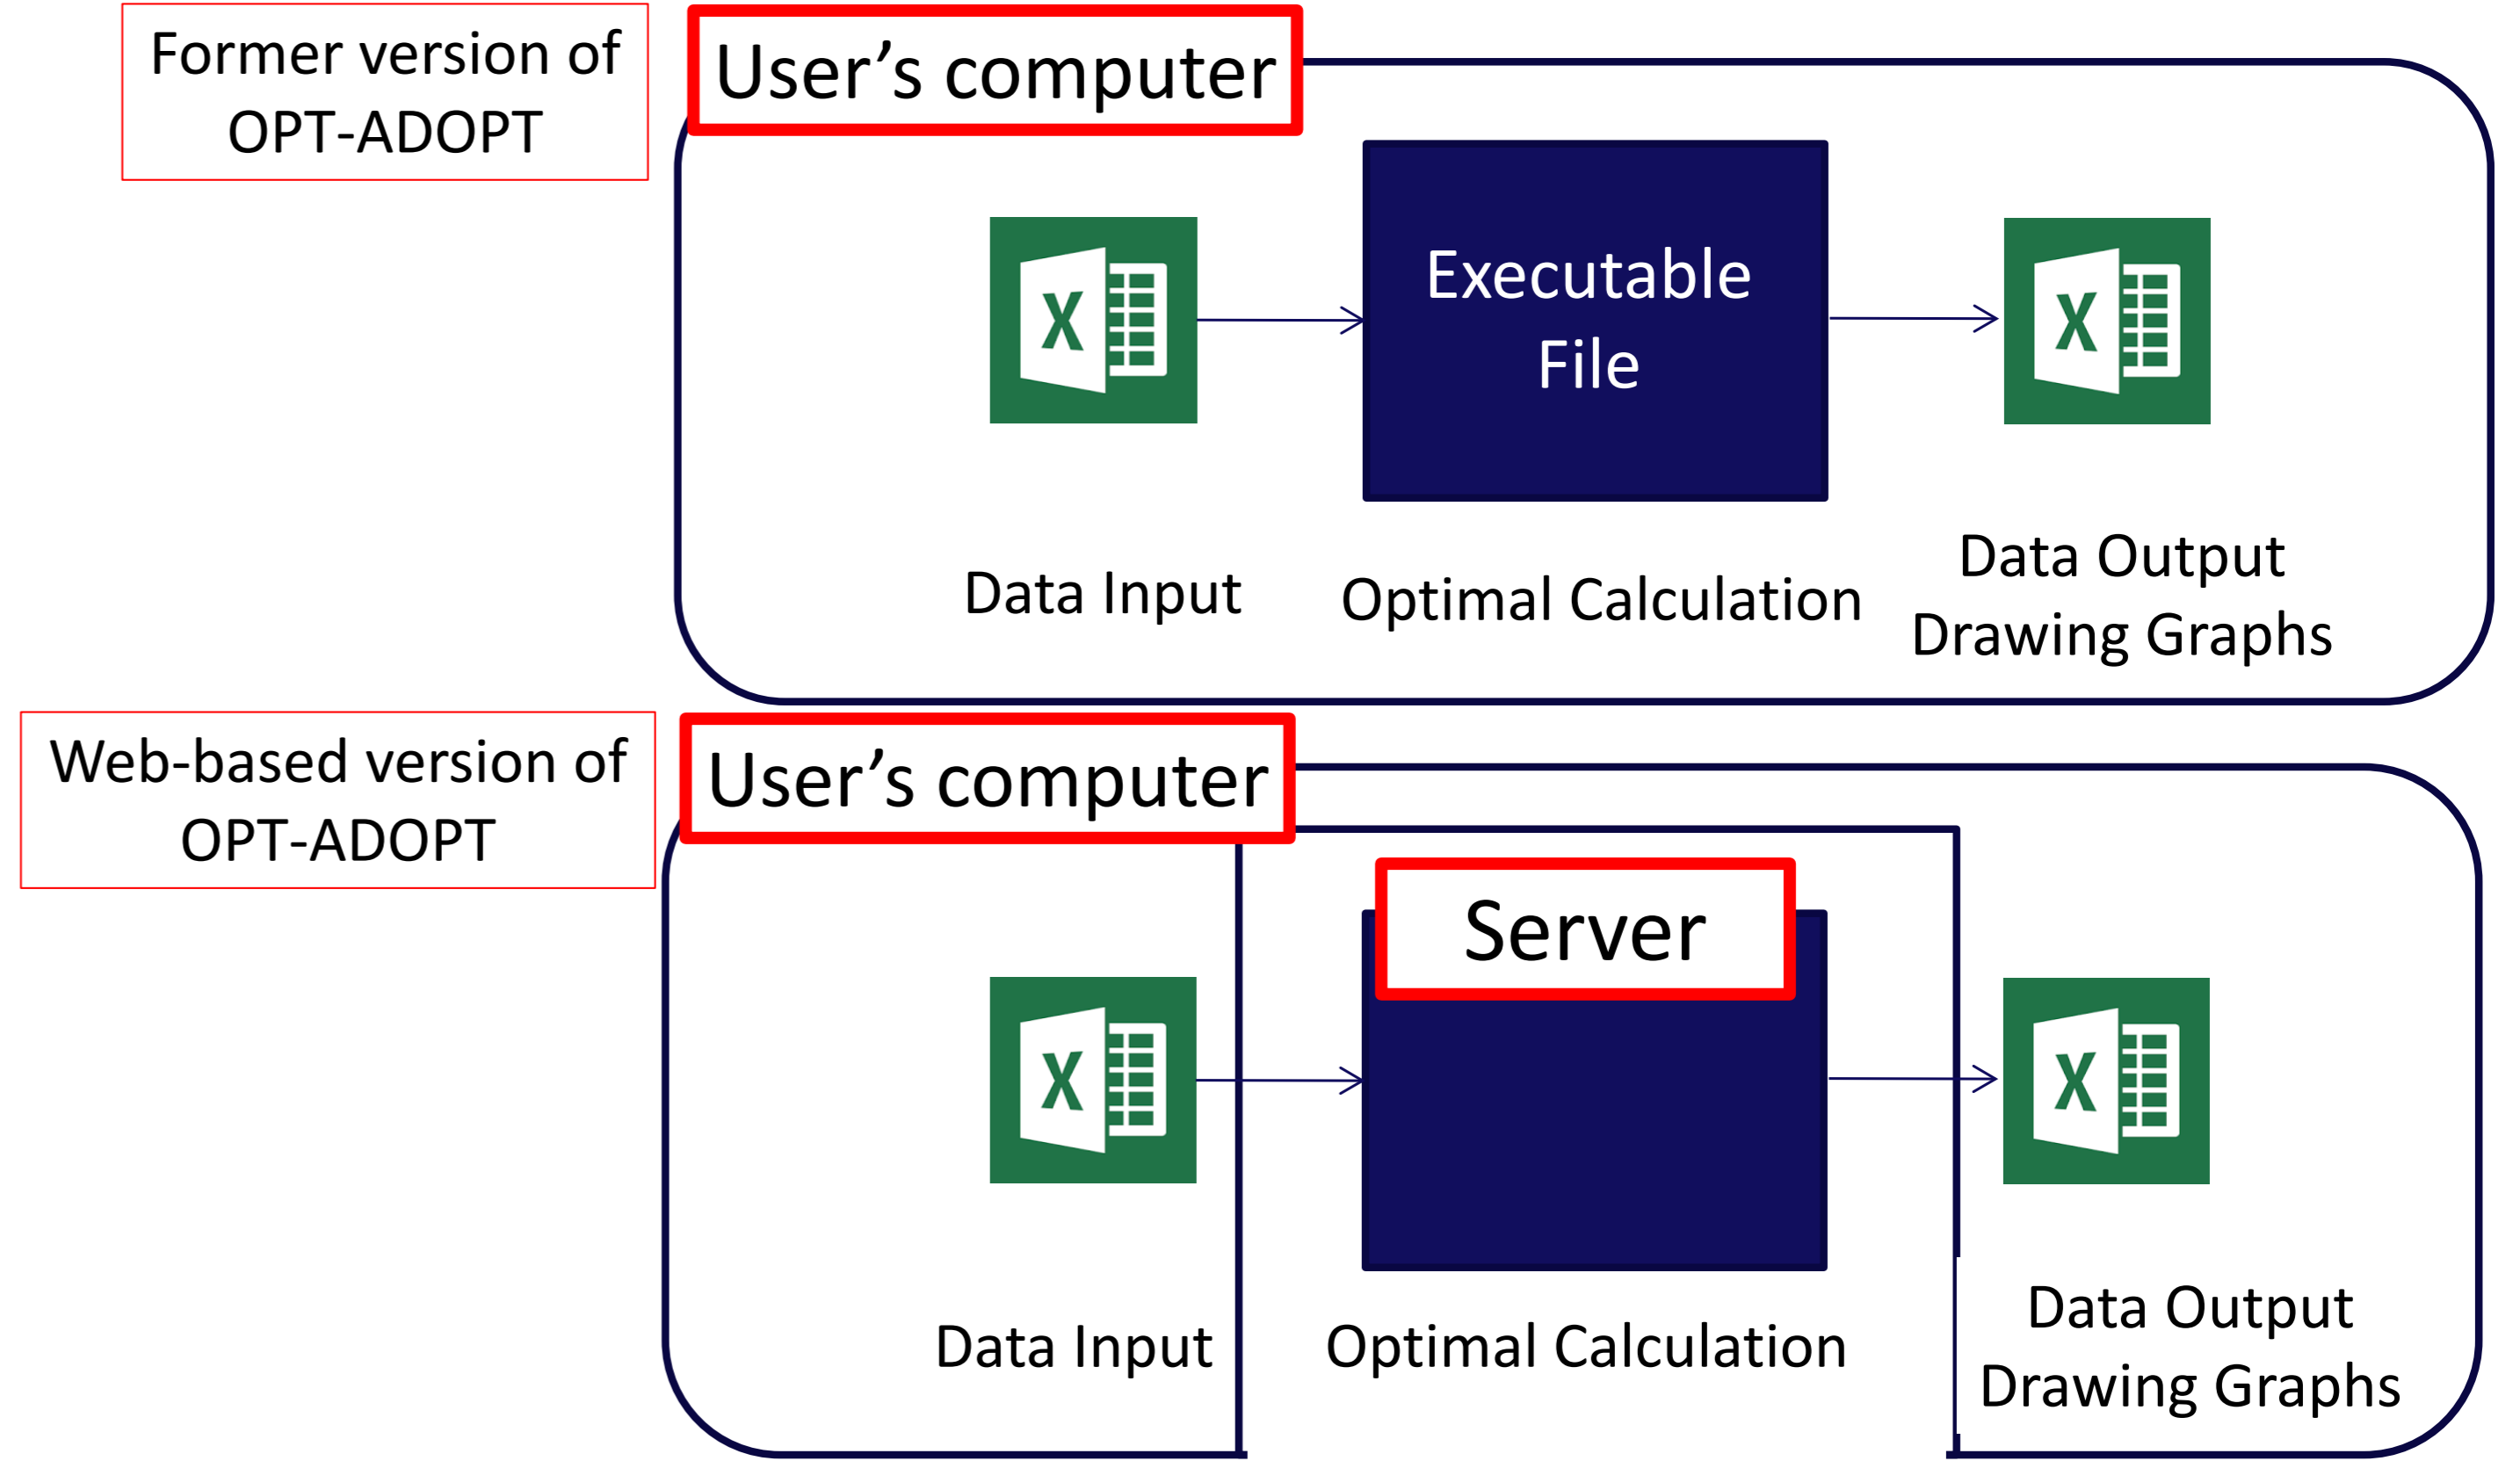 Former version of
OPT-ADOPT
User’s computer
X
Executable
File
X
Data Input
Optimal Calculation
Data Output
Drawing Graphs
Web-based version of
OPT-ADOPT
User’s computer
Server
X
X
Data Input
Optimal Calculation
Data Output
Drawing Graphs